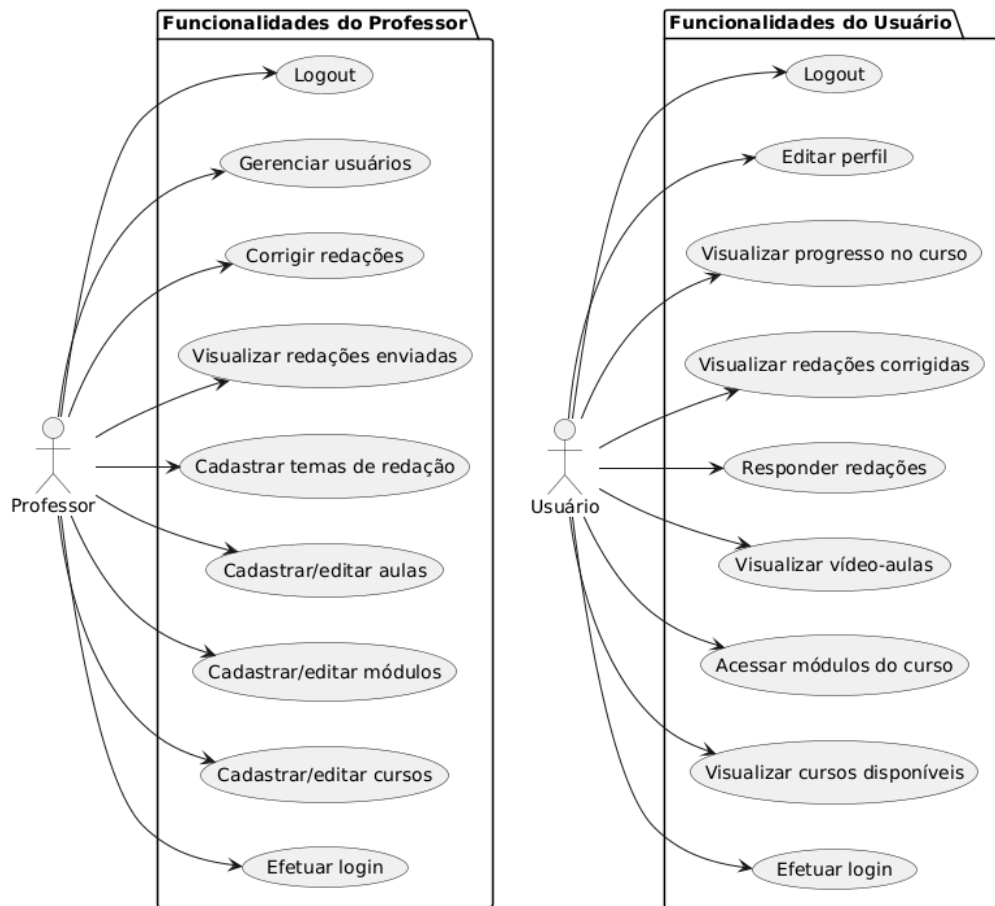 Funcionalidades do Professor
Logout
Gerenciar usuários
Corrigir redações
Visualizar redações enviadas
Cadastrar temas de redação
Professor
Cadastrar/editar aulas
Cadastrar/editar módulos
Cadastrar/editar cursos
Efetuar login
Funcionalidades do Usuário
Logout
Editar perfil
Visualizar progresso no curso
Visualizar redações corrigidas
Responder redações
Usuário
Visualizar vídeo-aulas
Acessar módulos do curso
Visualizar cursos disponíveis
Efetuar login